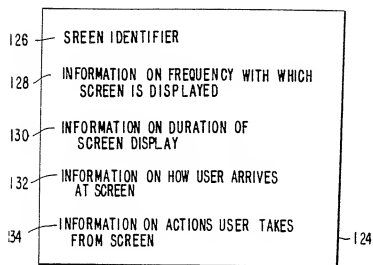 126 SREEN IDENTIFIER
128 INFORMATION ON FREQUENCY WITH WHICH
SCREEN IS DISPLAYED
130 INFORMATION ON DURATION OF
SCREEN DISPLAY
132 INFORMATION ON HOW USER ARRIVES
AT SCREEN
134 INFORMATION ON ACTIONS USER TAKES
FROM SCREEN
124